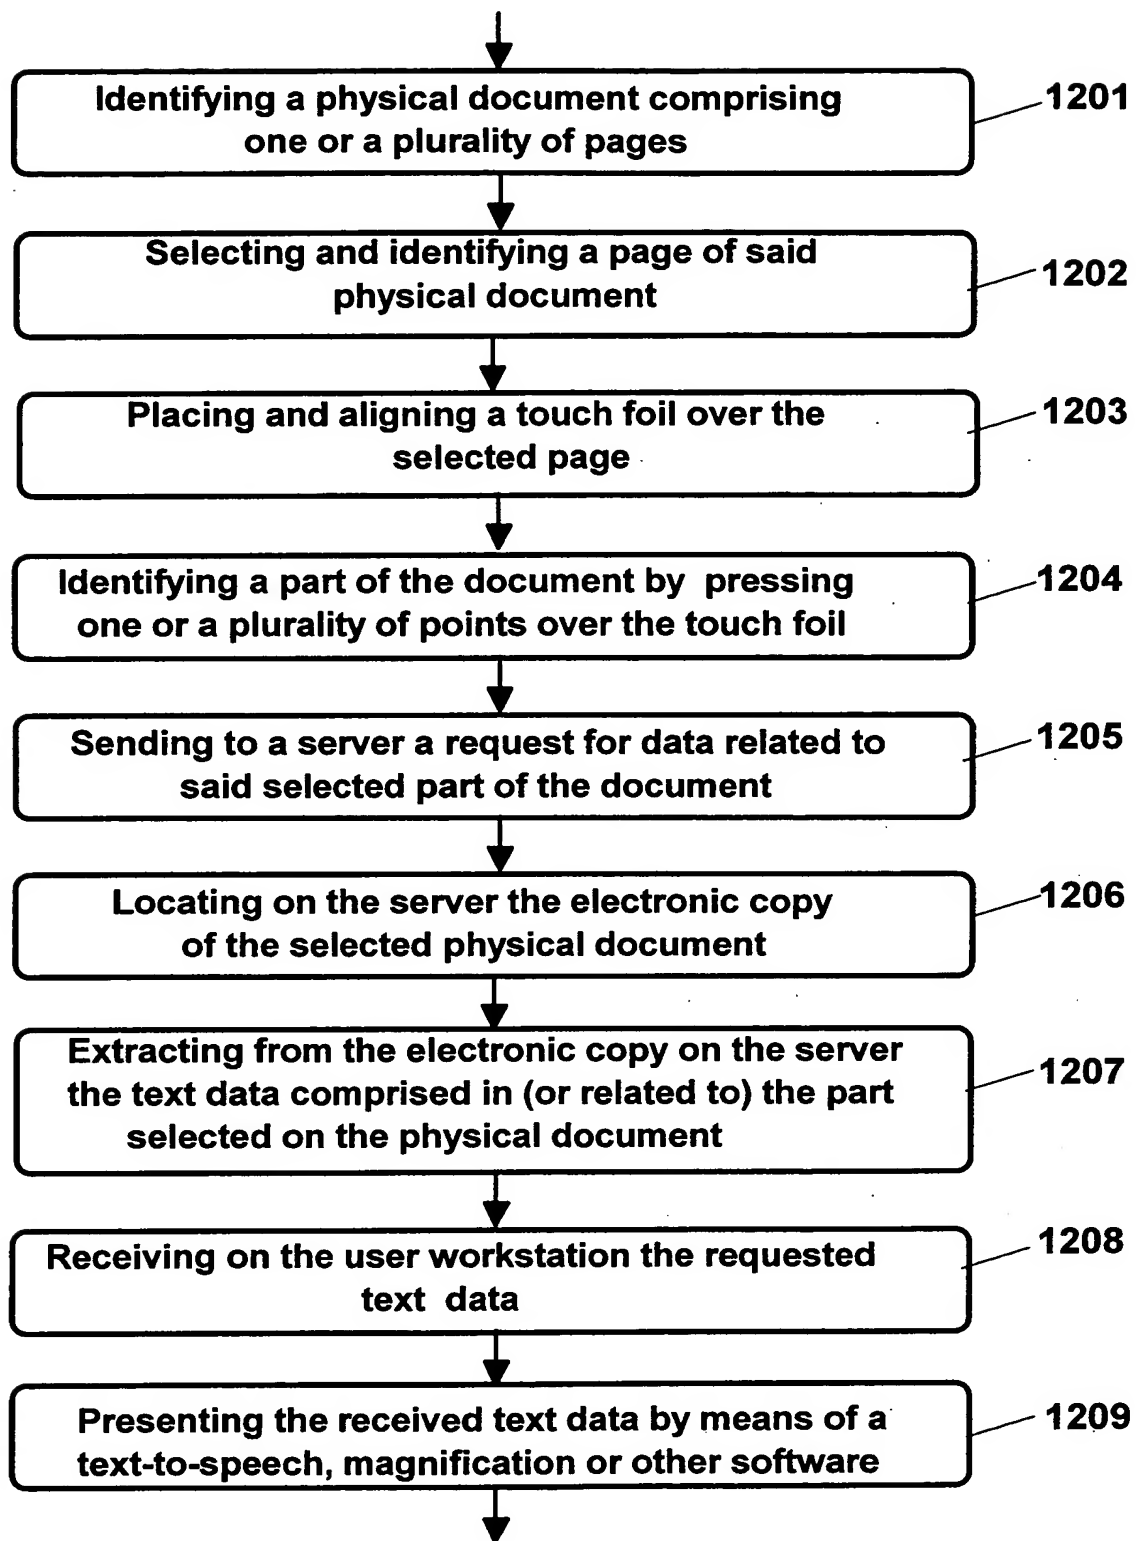 Identifying a physical document comprising
one or a plurality of pages
1201
Selecting and identifying a page of said
physical document
1202
Placing and aligning a touch foil over the
selected page
1203
Identifying a part of the document by pressing
one or a plurality of points over the touch foil
1204
Sending to a server a request for data related to
said selected part of the document
1205
Locating on the server the electronic copy
of the selected physical document
1206
Extracting from the electronic copy on the server
the text data comprised in (or related to) the part
selected on the physical document
1207
Receiving on the user workstation the requested
text data
1208
Presenting the received text data by means of a
text-to-speech, magnification or other software
1209